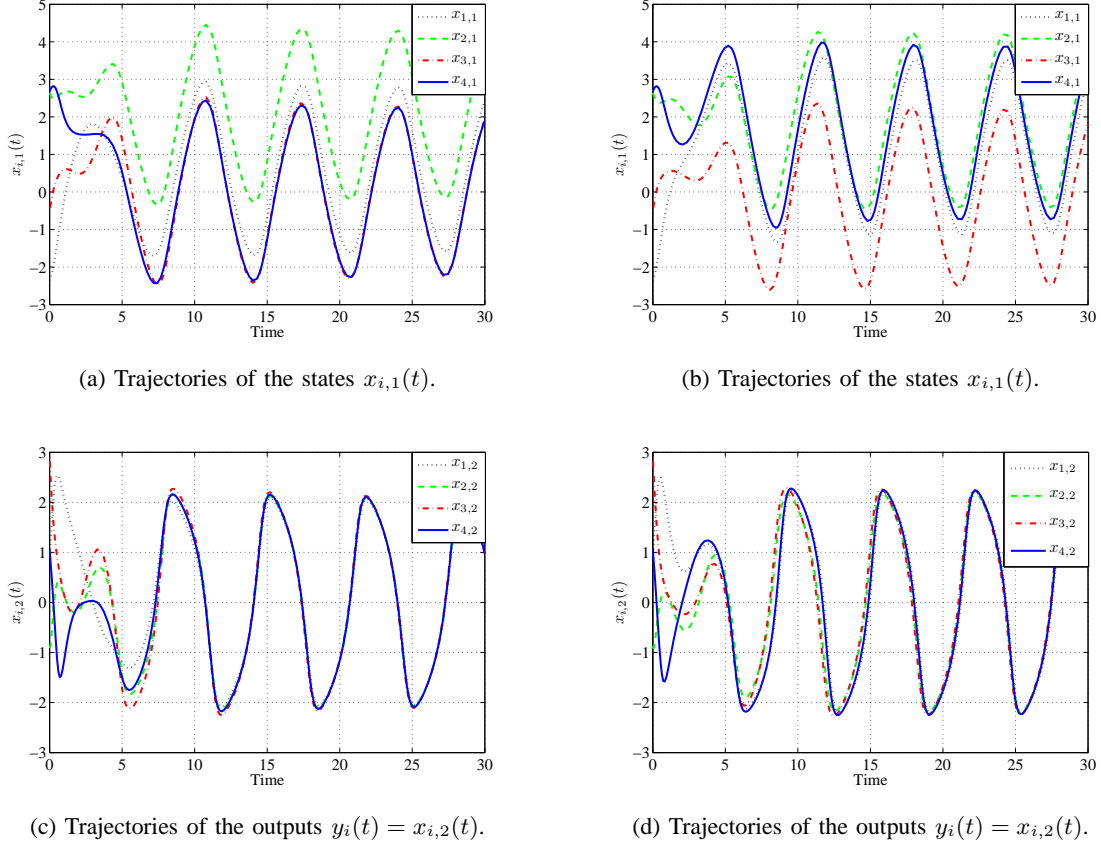 5
4
3
2
1
0
−1
−2
−3
0 5 10 15 20 25 30
Time
x_{i,1}(t)
x_{1,1}
x_{2,1}
x_{3,1}
x_{4,1}
(a) Trajectories of the states x_{i,1}(t).
5
4
3
2
1
0
−1
−2
−3
0 5 10 15 20 25 30
Time
x_{i,1}(t)
x_{1,1}
x_{2,1}
x_{3,1}
x_{4,1}
(b) Trajectories of the states x_{i,1}(t).
3
2
1
0
−1
−2
−3
0 5 10 15 20 25 30
Time
x_{i,2}(t)
x_{1,2}
x_{2,2}
x_{3,2}
x_{4,2}
(c) Trajectories of the outputs y_i(t) = x_{i,2}(t).
3
2
1
0
−1
−2
−3
0 5 10 15 20 25 30
Time
x_{i,2}(t)
x_{1,2}
x_{2,2}
x_{3,2}
x_{4,2}
(d) Trajectories of the outputs y_i(t) = x_{i,2}(t).